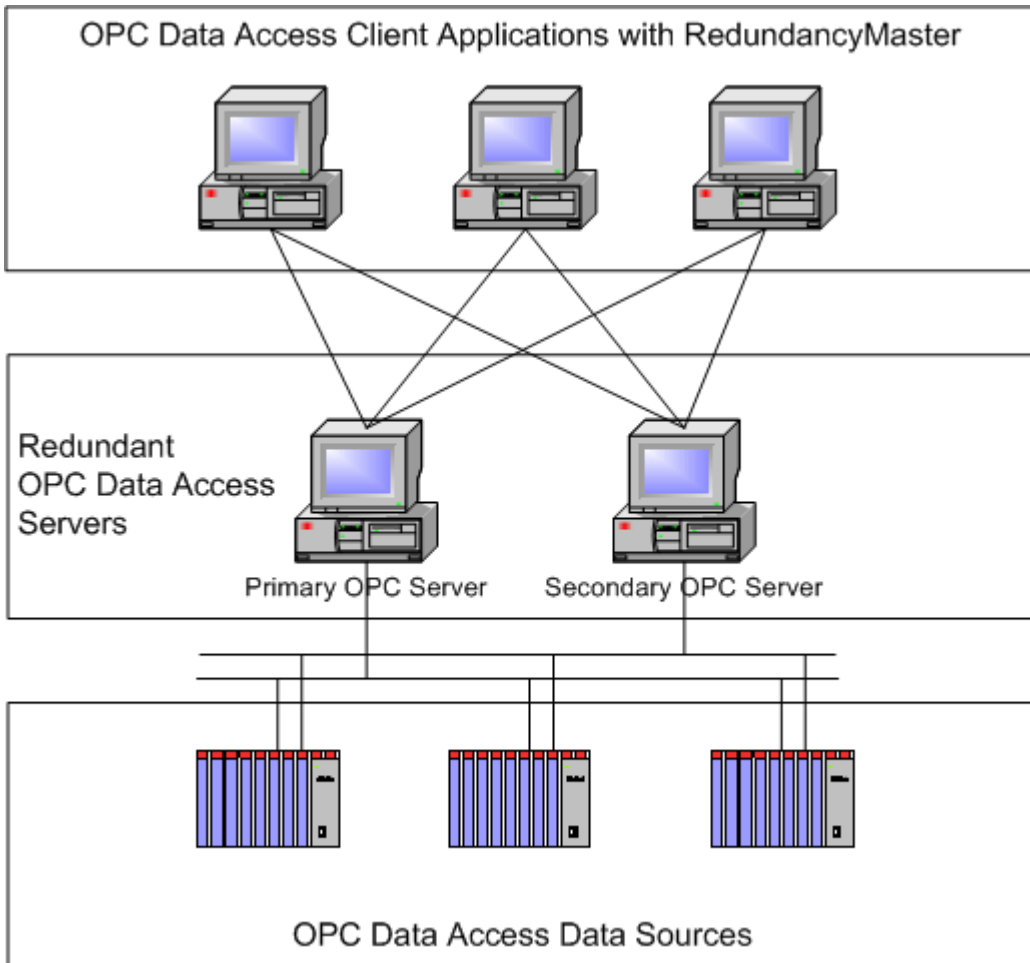 OPC Data Access Client Applications with RedundancyMaster
Redundant
OPC Data Access
Servers
Primary OPC Server
Secondary OPC Server
OPC Data Access Data Sources